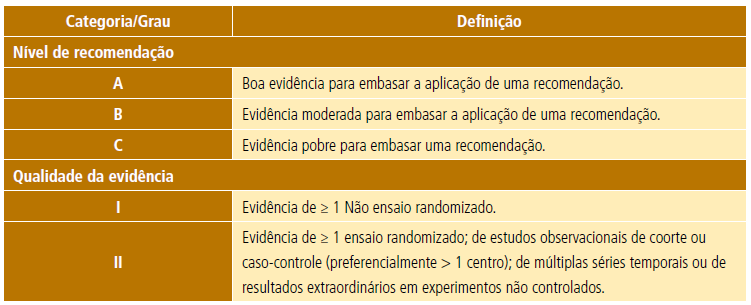 Categoria/Grau Definição
Nível de recomendação
A Boa evidência para embasar a aplicação de uma recomendação.
B Evidência moderada para embasar a aplicação de uma recomendação.
C Evidência pobre para embasar uma recomendação.
Qualidade da evidência
I Evidência de ≥ 1 Não ensaio randomizado.
II Evidência de ≥ 1 ensaio randomizado; de estudos observacionais de coorte ou
caso-controle (preferencialmente > 1 centro); de múltiplas séries temporais ou de
resultados extraordinários em experimentos não controlados.